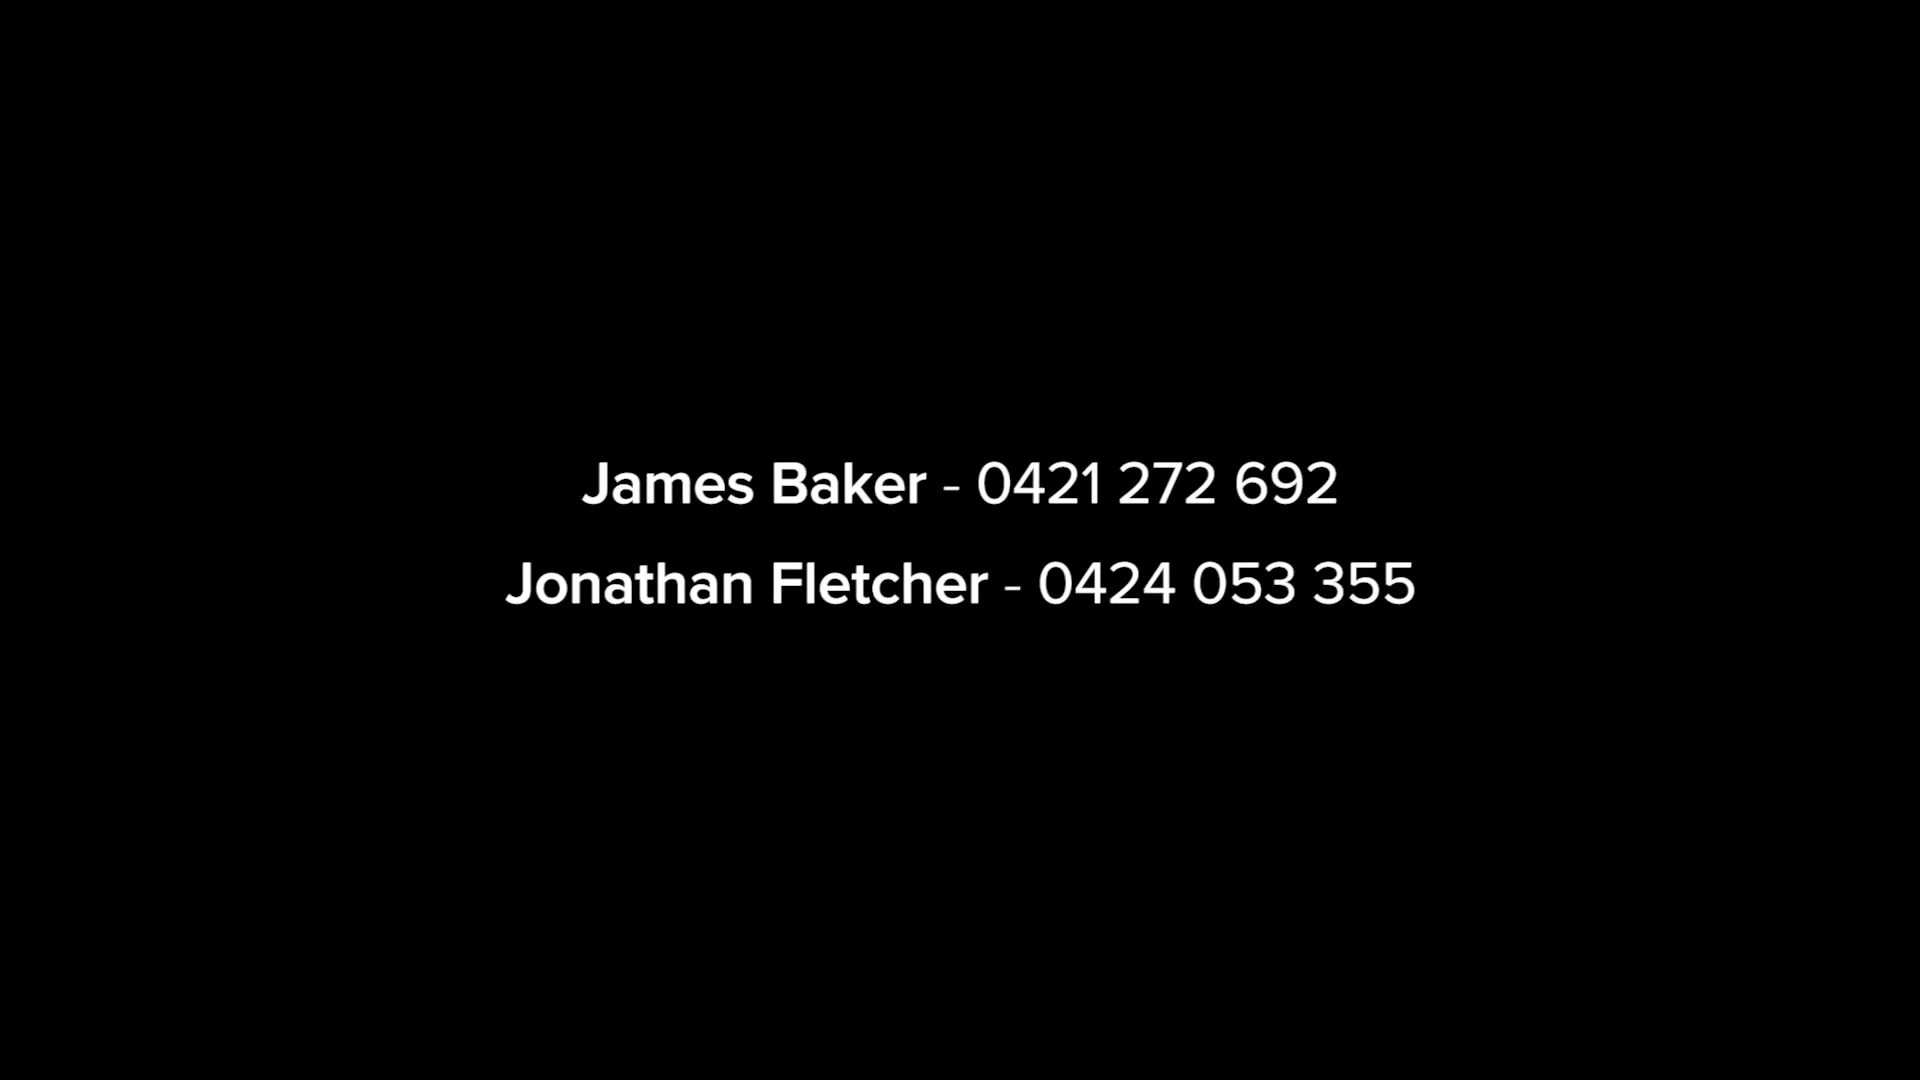 James Baker - 0421 272 692
Jonathan Fletcher - 0424 053 355